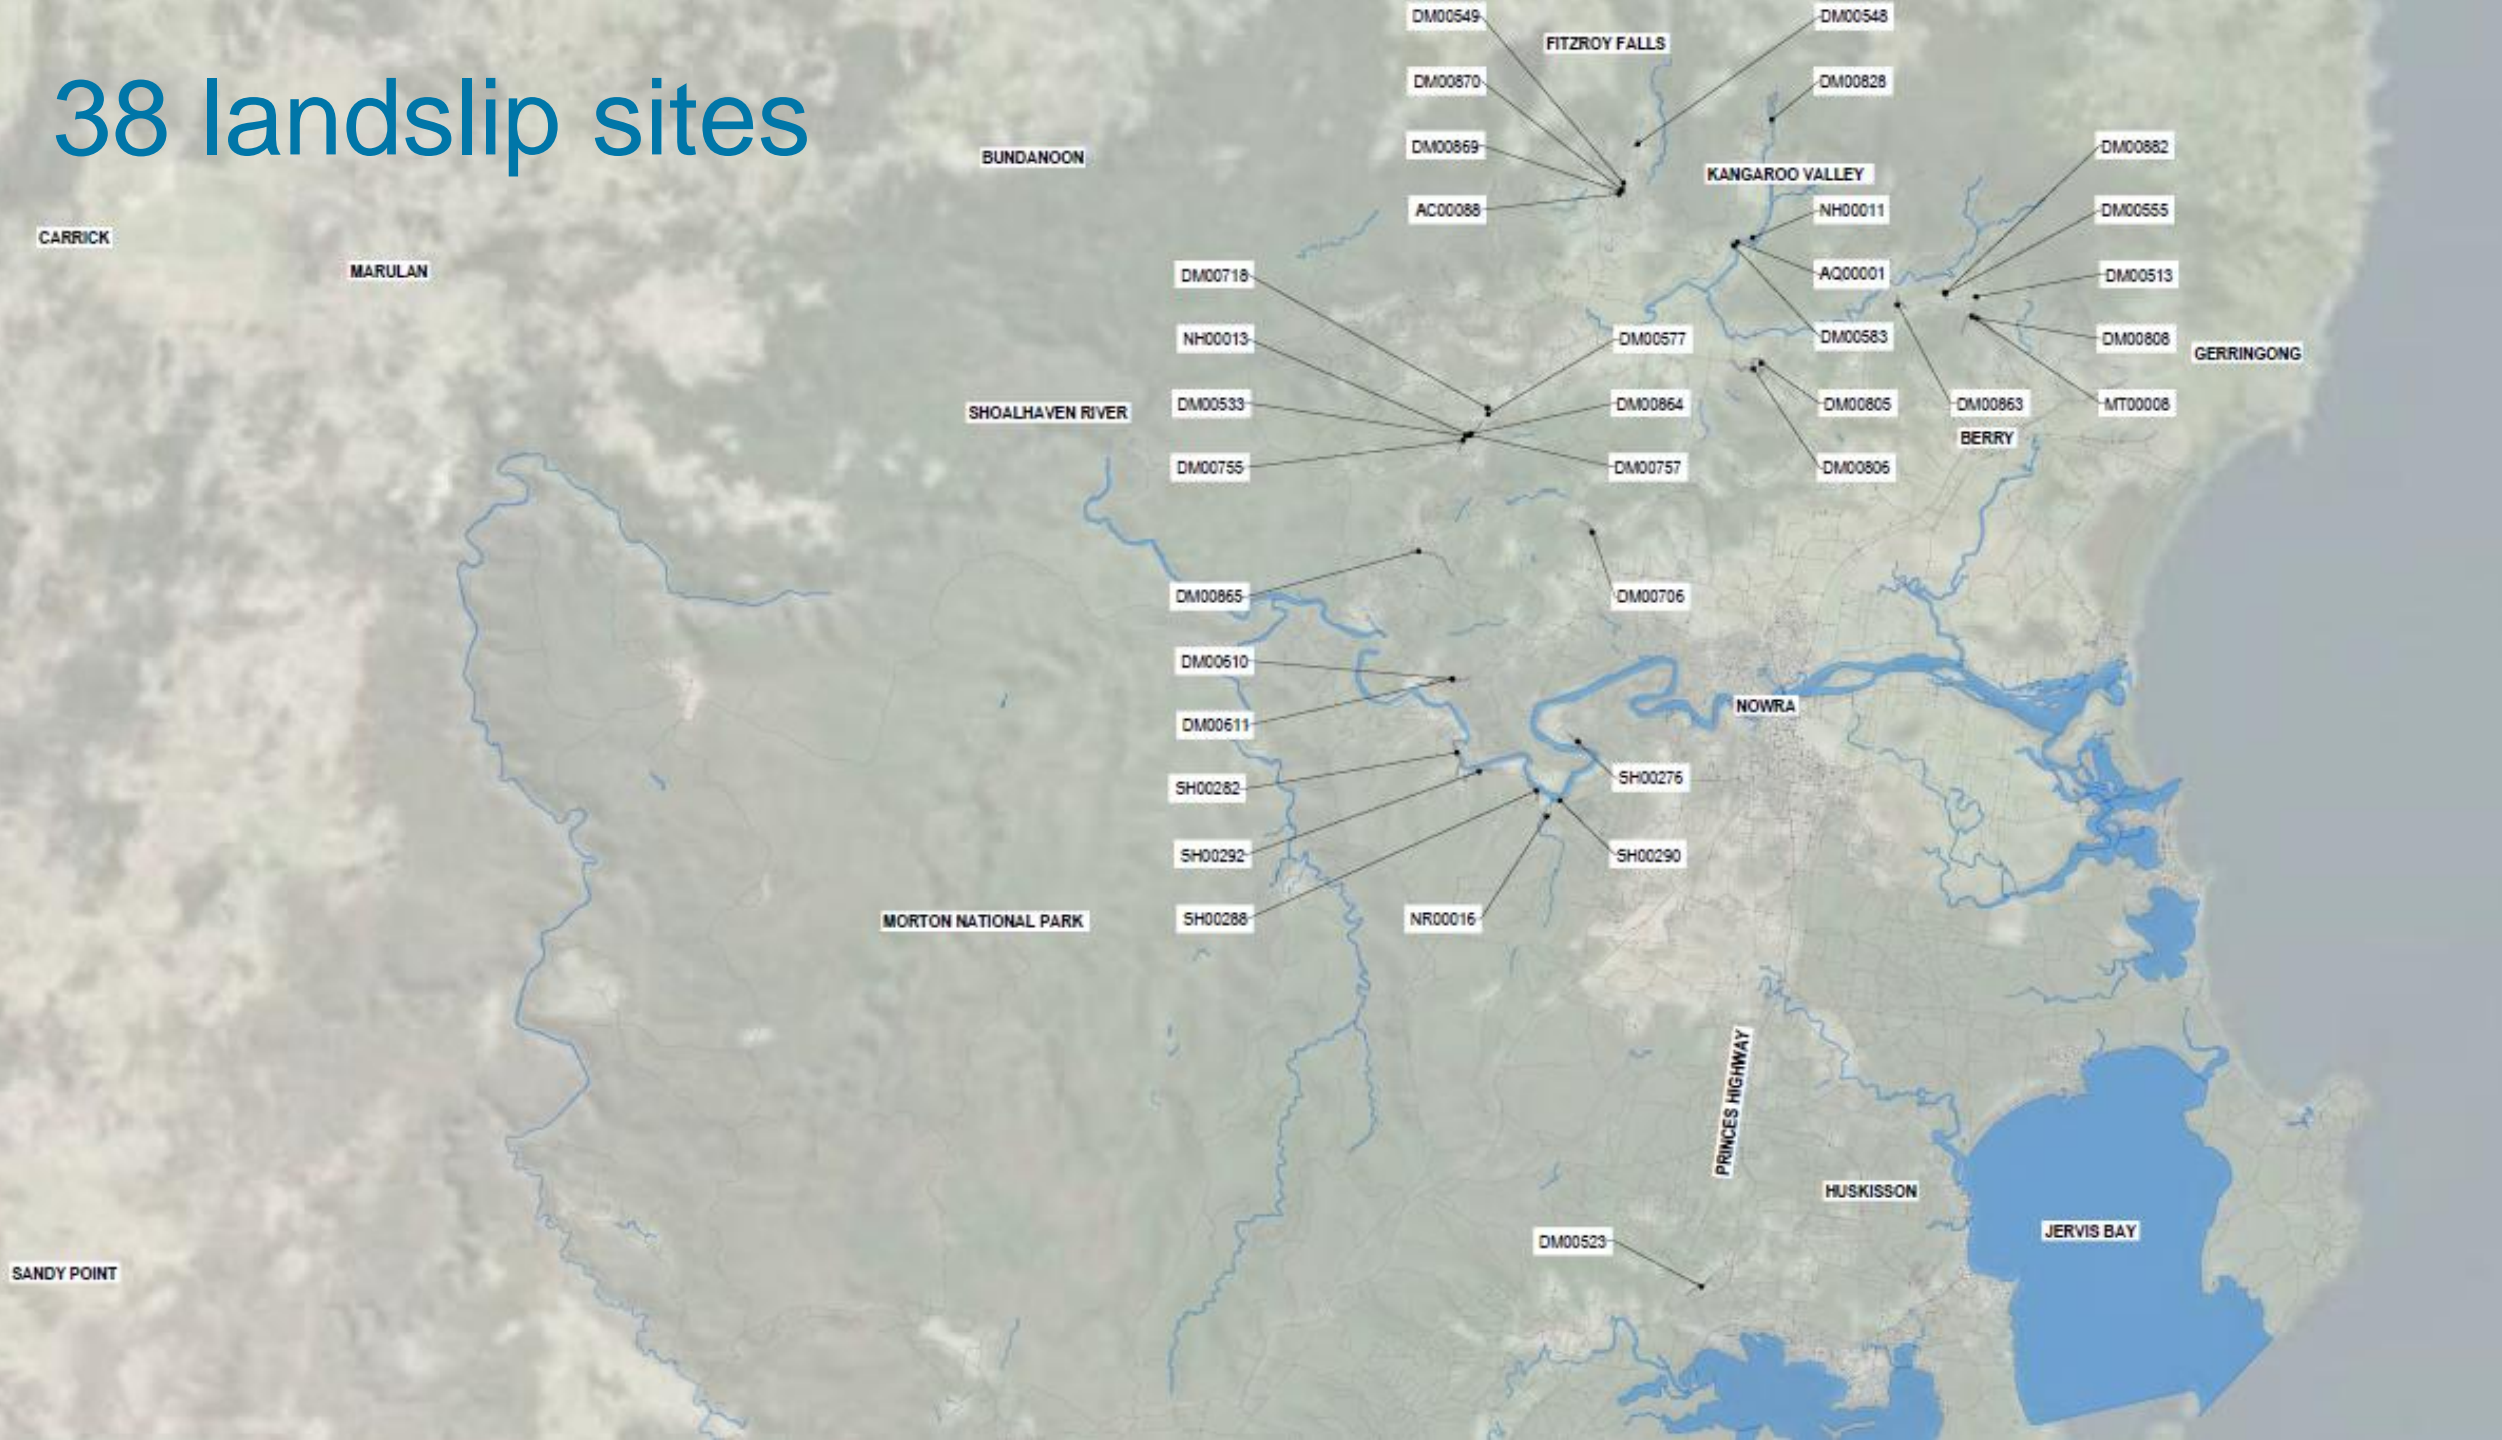 38 landslip sites
DM00549
DM00548
FITZROY FALLS
DM00870
DM00828
DM00869
DM00882
BUNDANOON
KANGAROO VALLEY
AC00088
NH00011
DM00555
CARRICK
MARULAN
DM00718
AQ00001
DM00513
NH00013
DM00577
DM00583
DM00808
GERRINGONG
SHOALHAVEN RIVER
DM00533
DM00864
DM00805
DM00863
MT00008
BERRY
DM00755
DM00757
DM00806
DM00865
DM00706
DM00610
NOWRA
DM00611
SH00276
SH00282
SH00292
SH00290
MORTON NATIONAL PARK
SH00288
NR00016
PRINCES HIGHWAY
HUSKISSON
JERVIS BAY
DM00523
SANDY POINT